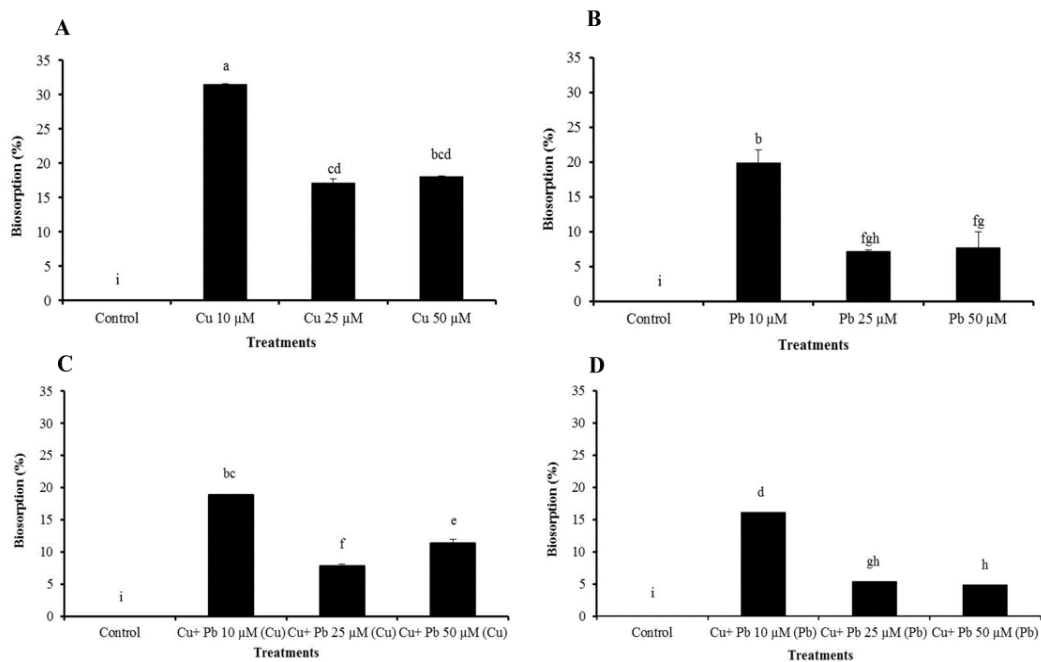 A
Biosorption (%)
35
30
25
20
15
10
5
0
i
a
cd
bcd
Control
Cu 10 µM
Cu 25 µM
Cu 50 µM
Treatments
B
Biosorption (%)
35
30
25
20
15
10
5
0
i
b
fgh
fg
Control
Pb 10 µM
Pb 25 µM
Pb 50 µM
Treatments
C
Biosorption (%)
35
30
25
20
15
10
5
0
i
bc
f
e
Control
Cu+ Pb 10 µM (Cu)
Cu+ Pb 25 µM (Cu)
Cu+ Pb 50 µM (Cu)
Treatments
D
Biosorption (%)
35
30
25
20
15
10
5
0
i
d
gh
h
Control
Cu+ Pb 10 µM (Pb)
Cu+ Pb 25 µM (Pb)
Cu+ Pb 50 µM (Pb)
Treatments